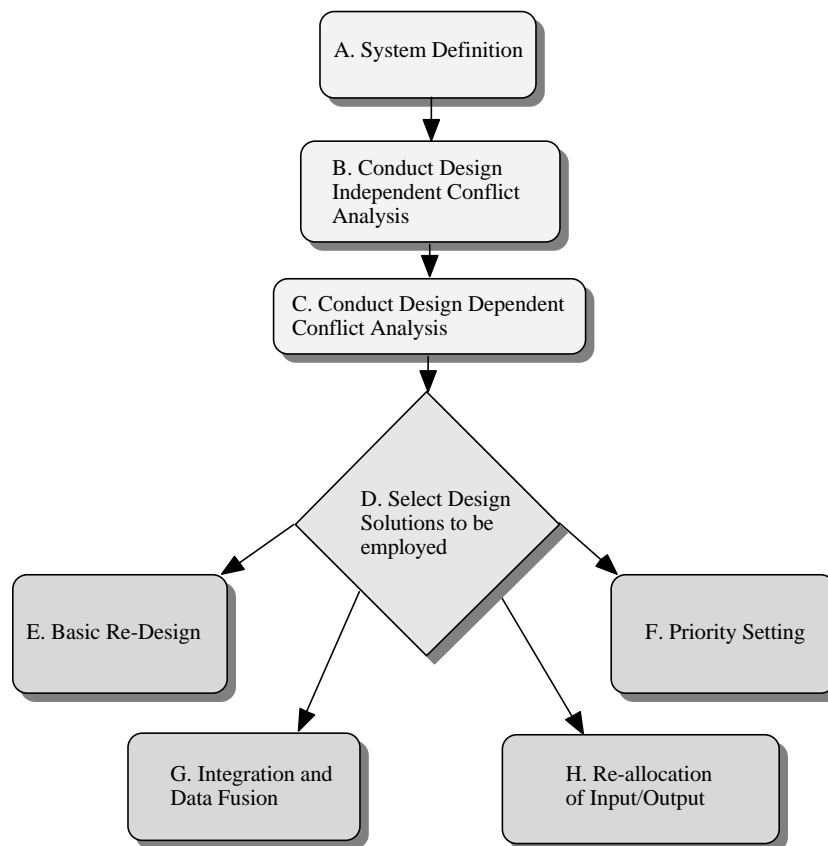 A. System Definition
B. Conduct Design
Independent Conflict
Analysis
C. Conduct Design Dependent
Conflict Analysis
D. Select Design
Solutions to be
employed
E. Basic Re-Design
F. Priority Setting
G. Integration and
Data Fusion
H. Re-allocation
of Input/Output